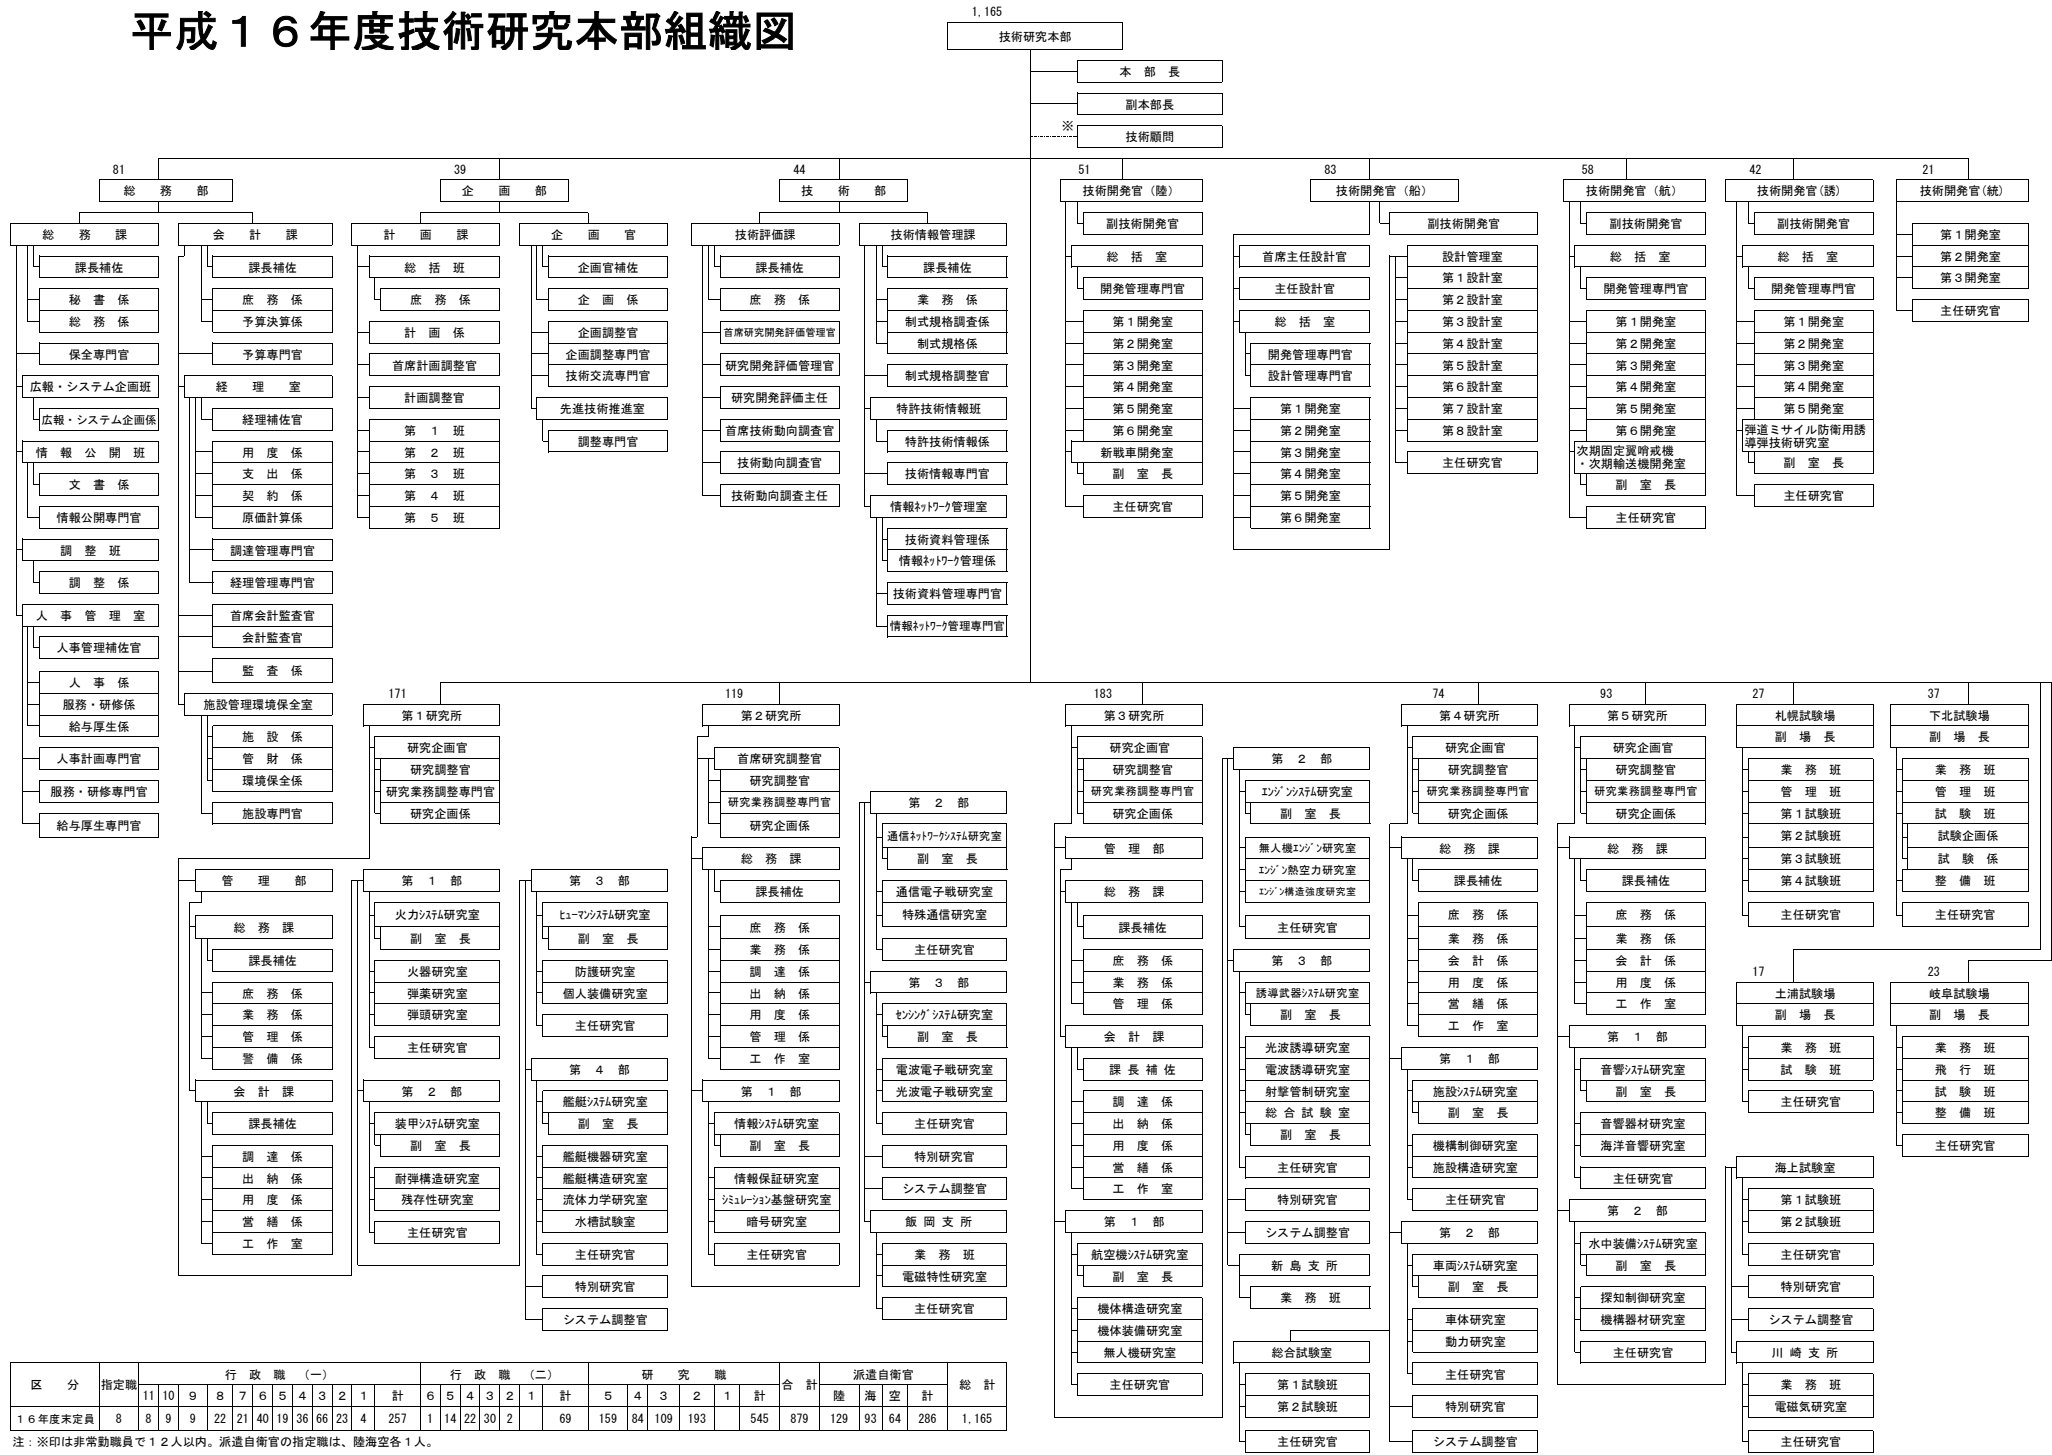 平成１６年度技術研究本部組織図
1,165
技術研究本部
本　部　長
副本部長
※
技術顧問
81
総　務　部
総　務　課
課長補佐
秘　書　係
総　務　係
保全専門官
広報・システム企画班
広報・システム企画係
情　報　公　開　班
文　書　係
情報公開専門官
調　整　班
調　整　係
人　事　管　理　室
人事管理補佐官
人　事　係
服務・研修係
給与厚生係
人事計画専門官
服務・研修専門官
給与厚生専門官
会　計　課
課長補佐
庶　務　係
予算決算係
予算専門官
経　理　室
経理補佐官
用　度　係
支　出　係
契　約　係
原価計算係
調達管理専門官
経理管理専門官
首席会計監査官
会計監査官
監　査　係
施設管理環境保全室
施　設　係
管　財　係
環境保全係
施設専門官
39
企　画　部
計　画　課
総　括　班
庶　務　係
計　画　係
首席計画調整官
計画調整官
第　１　班
第　２　班
第　３　班
第　４　班
第　５　班
企　画　官
企画官補佐
企　画　係
企画調整官
企画調整専門官
技術交流専門官
先進技術推進室
調整専門官
44
技　術　部
技術評価課
課長補佐
庶　務　係
首席研究開発評価管理官
研究開発評価管理官
研究開発評価主任
首席技術動向調査官
技術動向調査官
技術動向調査主任
技術情報管理課
課長補佐
業　務　係
制式規格調査係
制式規格係
制式規格調整官
特許技術情報班
特許技術情報係
技術情報専門官
情報ﾈｯﾄﾜｰｸ管理室
技術資料管理係
情報ﾈｯﾄﾜｰｸ管理係
技術資料管理専門官
情報ﾈｯﾄﾜｰｸ管理専門官
51
技術開発官（陸）
副技術開発官
総　括　室
開発管理専門官
第１開発室
第２開発室
第３開発室
第４開発室
第５開発室
第６開発室
新戦車開発室
副　室　長
主任研究官
83
技術開発官（船）
副技術開発官
首席主任設計官
主任設計官
総　括　室
開発管理専門官
設計管理専門官
第１開発室
第２開発室
第３開発室
第４開発室
第５開発室
第６開発室
設計管理室
第１設計室
第２設計室
第３設計室
第４設計室
第５設計室
第６設計室
第７設計室
第８設計室
主任研究官
58
技術開発官（航）
副技術開発官
総　括　室
開発管理専門官
第１開発室
第２開発室
第３開発室
第４開発室
第５開発室
第６開発室
次期固定翼哨戒機
・次期輸送機開発室
副　室　長
主任研究官
42
技術開発官（誘）
副技術開発官
総　括　室
開発管理専門官
第１開発室
第２開発室
第３開発室
第４開発室
第５開発室
弾道ミサイル防衛用誘
導弾技術研究室
副　室　長
主任研究官
21
技術開発官（統）
第１開発室
第２開発室
第３開発室
主任研究官
171
第１研究所
研究企画官
研究調整官
研究業務調整専門官
研究企画係
管　理　部
総　務　課
課長補佐
庶　務　係
業　務　係
管　理　係
警　備　係
会　計　課
課長補佐
調　達　係
出　納　係
用　度　係
営　繕　係
工　作　室
第　１　部
火力ｼｽﾃﾑ研究室
副　室　長
火器研究室
弾薬研究室
弾頭研究室
主任研究官
第　２　部
装甲ｼｽﾃﾑ研究室
副　室　長
耐弾構造研究室
残存性研究室
主任研究官
第　３　部
ﾋｭｰﾏﾝｼｽﾃﾑ研究室
副　室　長
防護研究室
個人装備研究室
主任研究官
第　４　部
艦艇ｼｽﾃﾑ研究室
副　室　長
艦艇機器研究室
艦艇構造研究室
流体力学研究室
水槽試験室
主任研究官
特別研究官
システム調整官
119
第２研究所
首席研究調整官
研究調整官
研究業務調整専門官
研究企画係
総　務　課
課長補佐
庶　務　係
業　務　係
調　達　係
出　納　係
用　度　係
管　理　係
工　作　室
第　１　部
情報ｼｽﾃﾑ研究室
副　室　長
情報保証研究室
ｼﾐｭﾚｰｼｮﾝ基盤研究室
暗号研究室
主任研究官
第　２　部
通信ﾈｯﾄﾜｰｸｼｽﾃﾑ研究室
副　室　長
通信電子戦研究室
特殊通信研究室
主任研究官
第　３　部
ｾﾝｼﾝｸﾞｼｽﾃﾑ研究室
副　室　長
電波電子戦研究室
光波電子戦研究室
主任研究官
特別研究官
システム調整官
飯 岡 支 所
業　務　班
電磁特性研究室
主任研究官
183
第３研究所
研究企画官
研究調整官
研究業務調整専門官
研究企画係
管　理　部
総　務　課
課長補佐
庶　務　係
業　務　係
管　理　係
会　計　課
課 長 補 佐
調　達　係
出　納　係
用　度　係
営　繕　係
工　作　室
第　１　部
航空機ｼｽﾃﾑ研究室
副　室　長
機体構造研究室
機体装備研究室
無人機研究室
主任研究官
第　２　部
ｴﾝｼﾞﾝｼｽﾃﾑ研究室
副　室　長
無人機ｴﾝｼﾞﾝ研究室
ｴﾝｼﾞﾝ熱空力研究室
ｴﾝｼﾞﾝ構造強度研究室
主任研究官
第　３　部
誘導武器ｼｽﾃﾑ研究室
副　室　長
光波誘導研究室
電波誘導研究室
射撃管制研究室
総 合 試 験 室
副　室　長
主任研究官
特別研究官
システム調整官
新 島 支 所
業　務　班
74
第４研究所
研究企画官
研究調整官
研究業務調整専門官
研究企画係
総　務　課
課長補佐
庶　務　係
業　務　係
会　計　係
用　度　係
営　繕　係
工　作　室
第　１　部
施設ｼｽﾃﾑ研究室
副　室　長
機構制御研究室
施設構造研究室
主任研究官
第　２　部
車両ｼｽﾃﾑ研究室
副　室　長
車体研究室
動力研究室
主任研究官
特別研究官
システム調整官
総合試験室
第１試験班
第２試験班
主任研究官
93
第５研究所
研究企画官
研究調整官
研究業務調整専門官
研究企画係
総　務　課
課長補佐
庶　務　係
業　務　係
会　計　係
用　度　係
工　作　室
第　１　部
音響ｼｽﾃﾑ研究室
副　室　長
音響器材研究室
海洋音響研究室
主任研究官
第　２　部
水中装備ｼｽﾃﾑ研究室
副　室　長
探知制御研究室
機構器材研究室
主任研究官
海上試験室
第１試験班
第２試験班
主任研究官
特別研究官
システム調整官
川 崎 支 所
業　務　班
電磁気研究室
主任研究官
27
札幌試験場
副　場　長
業　務　班
管　理　班
第１試験班
第２試験班
第３試験班
第４試験班
主任研究官
37
下北試験場
副　場　長
業　務　班
管　理　班
試　験　班
試験企画係
試　験　係
整　備　班
主任研究官
17
土浦試験場
副　場　長
業　務　班
試　験　班
主任研究官
23
岐阜試験場
副　場　長
業　務　班
飛　行　班
試　験　班
整　備　班
主任研究官
区　分　指定職　行　政　職　（一）　行　政　職　（二）　研　究　職　合　計　派遣自衛官　総　計
11 10 9 8 7 6 5 4 3 2 1 計 6 5 4 3 2 1 計 5 4 3 2 1 計 陸 海 空 計
１６年度末定員 8 8 9 9 22 21 40 19 36 66 23 4 257 1 14 22 30 2 69 159 84 109 193 545 879 129 93 64 286 1,165
注：※印は非常勤職員で１２人以内。派遣自衛官の指定職は、陸海空各１人。